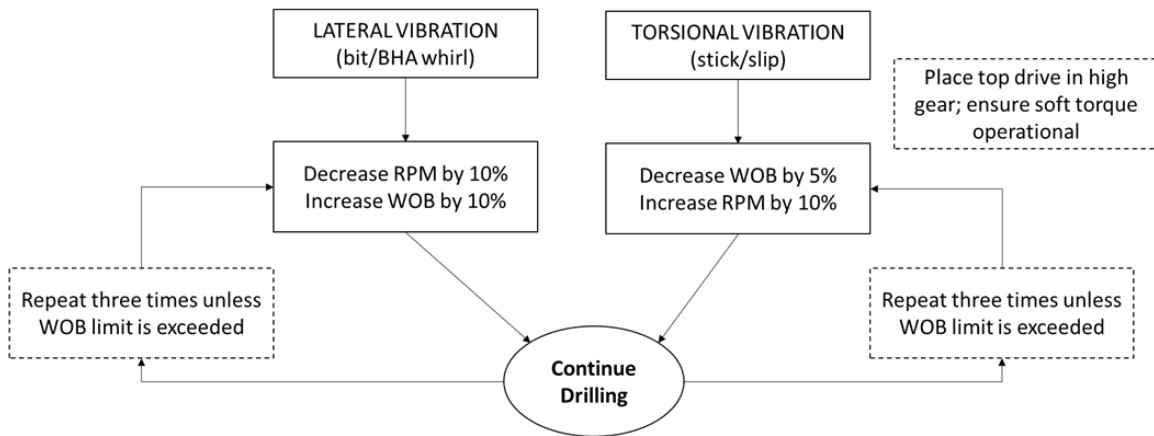 LATERAL VIBRATION
(bit/BHA whirl)
TORSIONAL VIBRATION
(stick/slip)
Place top drive in high
gear; ensure soft torque
operational
Decrease RPM by 10%
Increase WOB by 10%
Decrease WOB by 5%
Increase RPM by 10%
Repeat three times unless
WOB limit is exceeded
Repeat three times unless
WOB limit is exceeded
Continue
Drilling